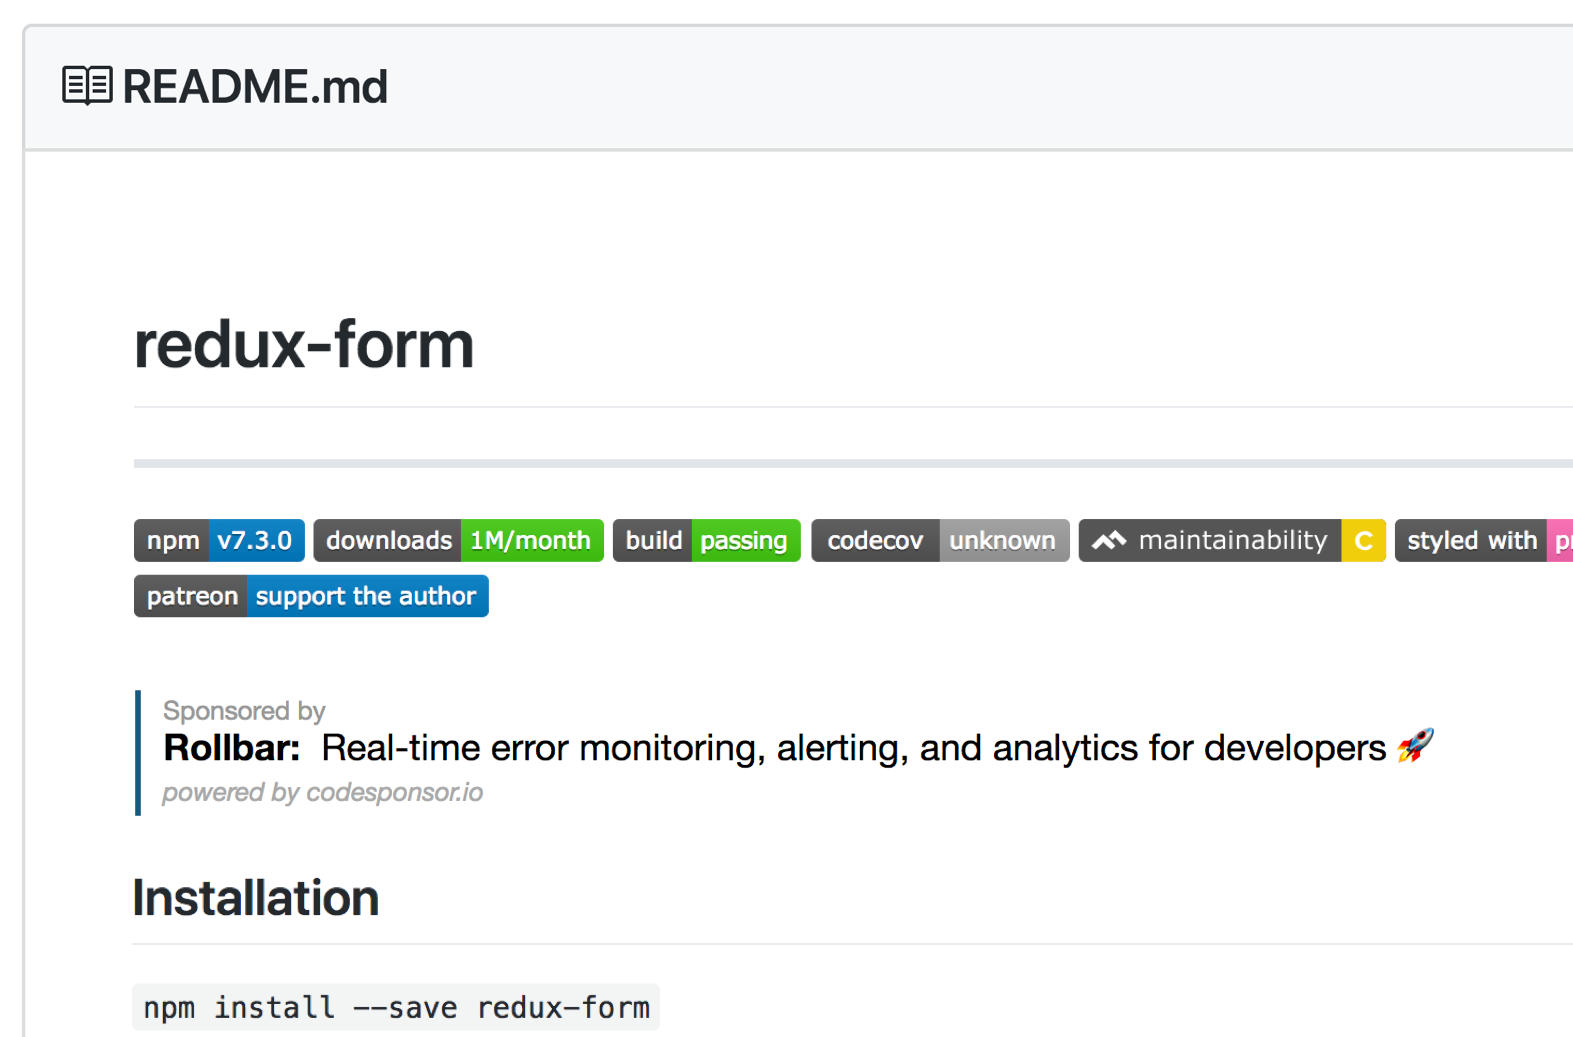 README.md
redux-form
npm v7.3.0 downloads 1M/month build passing codecov unknown maintainability C styled with
patreon support the author
Sponsored by
Rollbar: Real-time error monitoring, alerting, and analytics for developers 🚀
powered by codesponsor.io
Installation
npm install --save redux-form